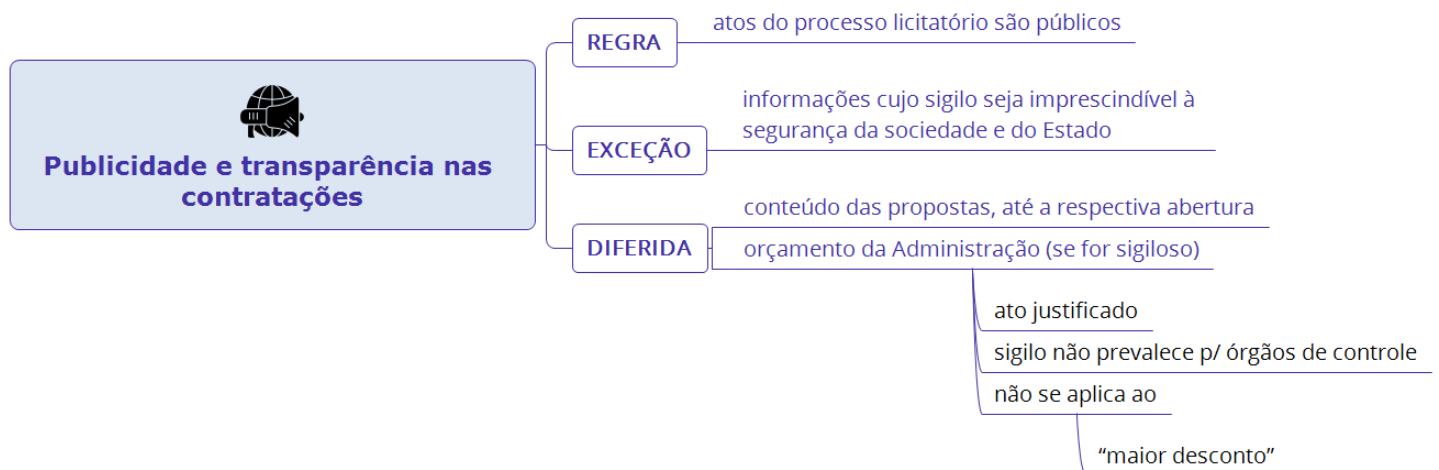 Publicidade e transparência nas
contratações
REGRA
atos do processo licitatório são públicos
EXCEÇÃO
informações cujo sigilo seja imprescindível à
segurança da sociedade e do Estado
DIFERIDA
conteúdo das propostas, até a respectiva abertura
orçamento da Administração (se for sigiloso)
ato justificado
sigilo não prevalece p/ órgãos de controle
não se aplica ao
“maior desconto”